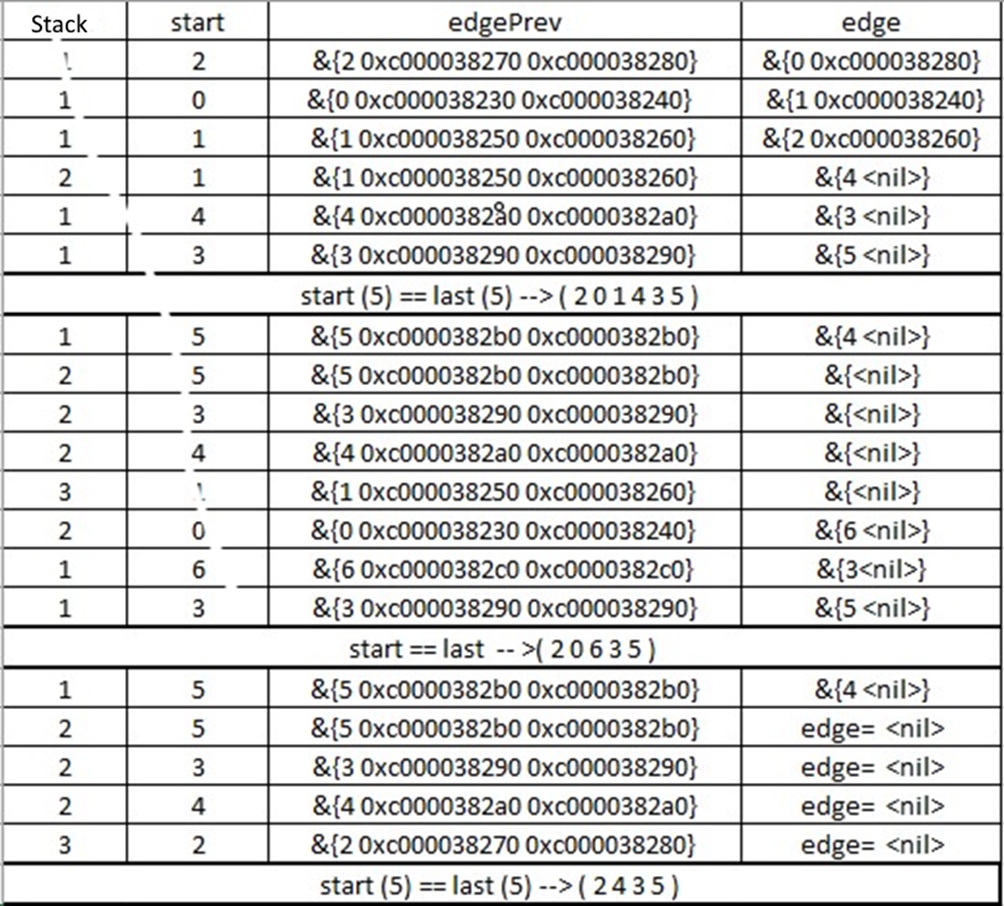 Stack start edgePrev edge
2 &{2 0xc000038270 0xc000038280} &{0 0xc000038280}
1 0 &{0 0xc000038230 0xc000038240} &{1 0xc000038240}
1 1 &{1 0xc000038250 0xc000038260} &{2 0xc000038260}
2 1 &{1 0xc000038250 0xc000038260} &{4 <nil>}
1 4 &{4 0xc0000382a0 0xc0000382a0} &{3 <nil>}
1 3 &{3 0xc000038290 0xc000038290} &{5 <nil>}
start (5) == last (5) --> ( 2 0 1 4 3 5 )
1 5 &{5 0xc0000382b0 0xc0000382b0} &{4 <nil>}
2 5 &{5 0xc0000382b0 0xc0000382b0} &{<nil>}
2 3 &{3 0xc000038290 0xc000038290} &{<nil>}
2 4 &{4 0xc0000382a0 0xc0000382a0} &{<nil>}
3 &{1 0xc000038250 0xc000038260} &{<nil>}
2 0 &{0 0xc000038230 0xc000038240} &{6 <nil>}
1 6 &{6 0xc0000382c0 0xc0000382c0} &{3<nil>}
1 3 &{3 0xc000038290 0xc000038290} &{5 <nil>}
start == last -- >( 2 0 6 3 5 )
1 5 &{5 0xc0000382b0 0xc0000382b0} &{4 <nil>}
2 5 &{5 0xc0000382b0 0xc0000382b0} edge= <nil>
2 3 &{3 0xc000038290 0xc000038290} edge= <nil>
2 4 &{4 0xc0000382a0 0xc0000382a0} edge= <nil>
3 2 &{2 0xc000038270 0xc000038280} edge= <nil>
start (5) == last (5) --> ( 2 4 3 5 )